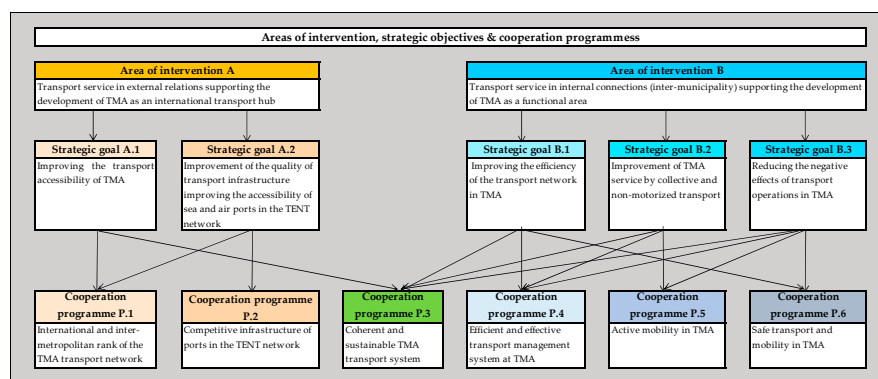 Areas of intervention, strategic objectives & cooperation programmess
Area of intervention A
Transport service in external relations supporting the
development of TMA as an international transport hub
Area of intervention B
Transport service in internal connections (inter-municipality) supporting the development
of TMA as a functional area
Strategic goal A.1
Improving the transport
accessibility of TMA
Strategic goal A.2
Improvement of the quality of
transport infrastructure
improving the accessibility of
sea and air ports in the TENT
network
Strategic goal B.1
Improving the efficiency
of the transport network
in TMA
Strategic goal B.2
Improvement of TMA
service by collective and
non-motorized transport
Strategic goal B.3
Reducing the negative
effects of transport
operations in TMA
Cooperation
programme P.1
International and inter-
metropolitan rank of the
TMA transport network
Cooperation programme
P.2
Competitive infrastructure of
ports in the TENT network
Cooperation
programme P.3
Coherent and
sustainable TMA
transport system
Cooperation
programme P.4
Efficient and effective
transport management
system at TMA
Cooperation
programme P.5
Active mobility in TMA
Cooperation
programme P.6
Safe transport and
mobility in TMA